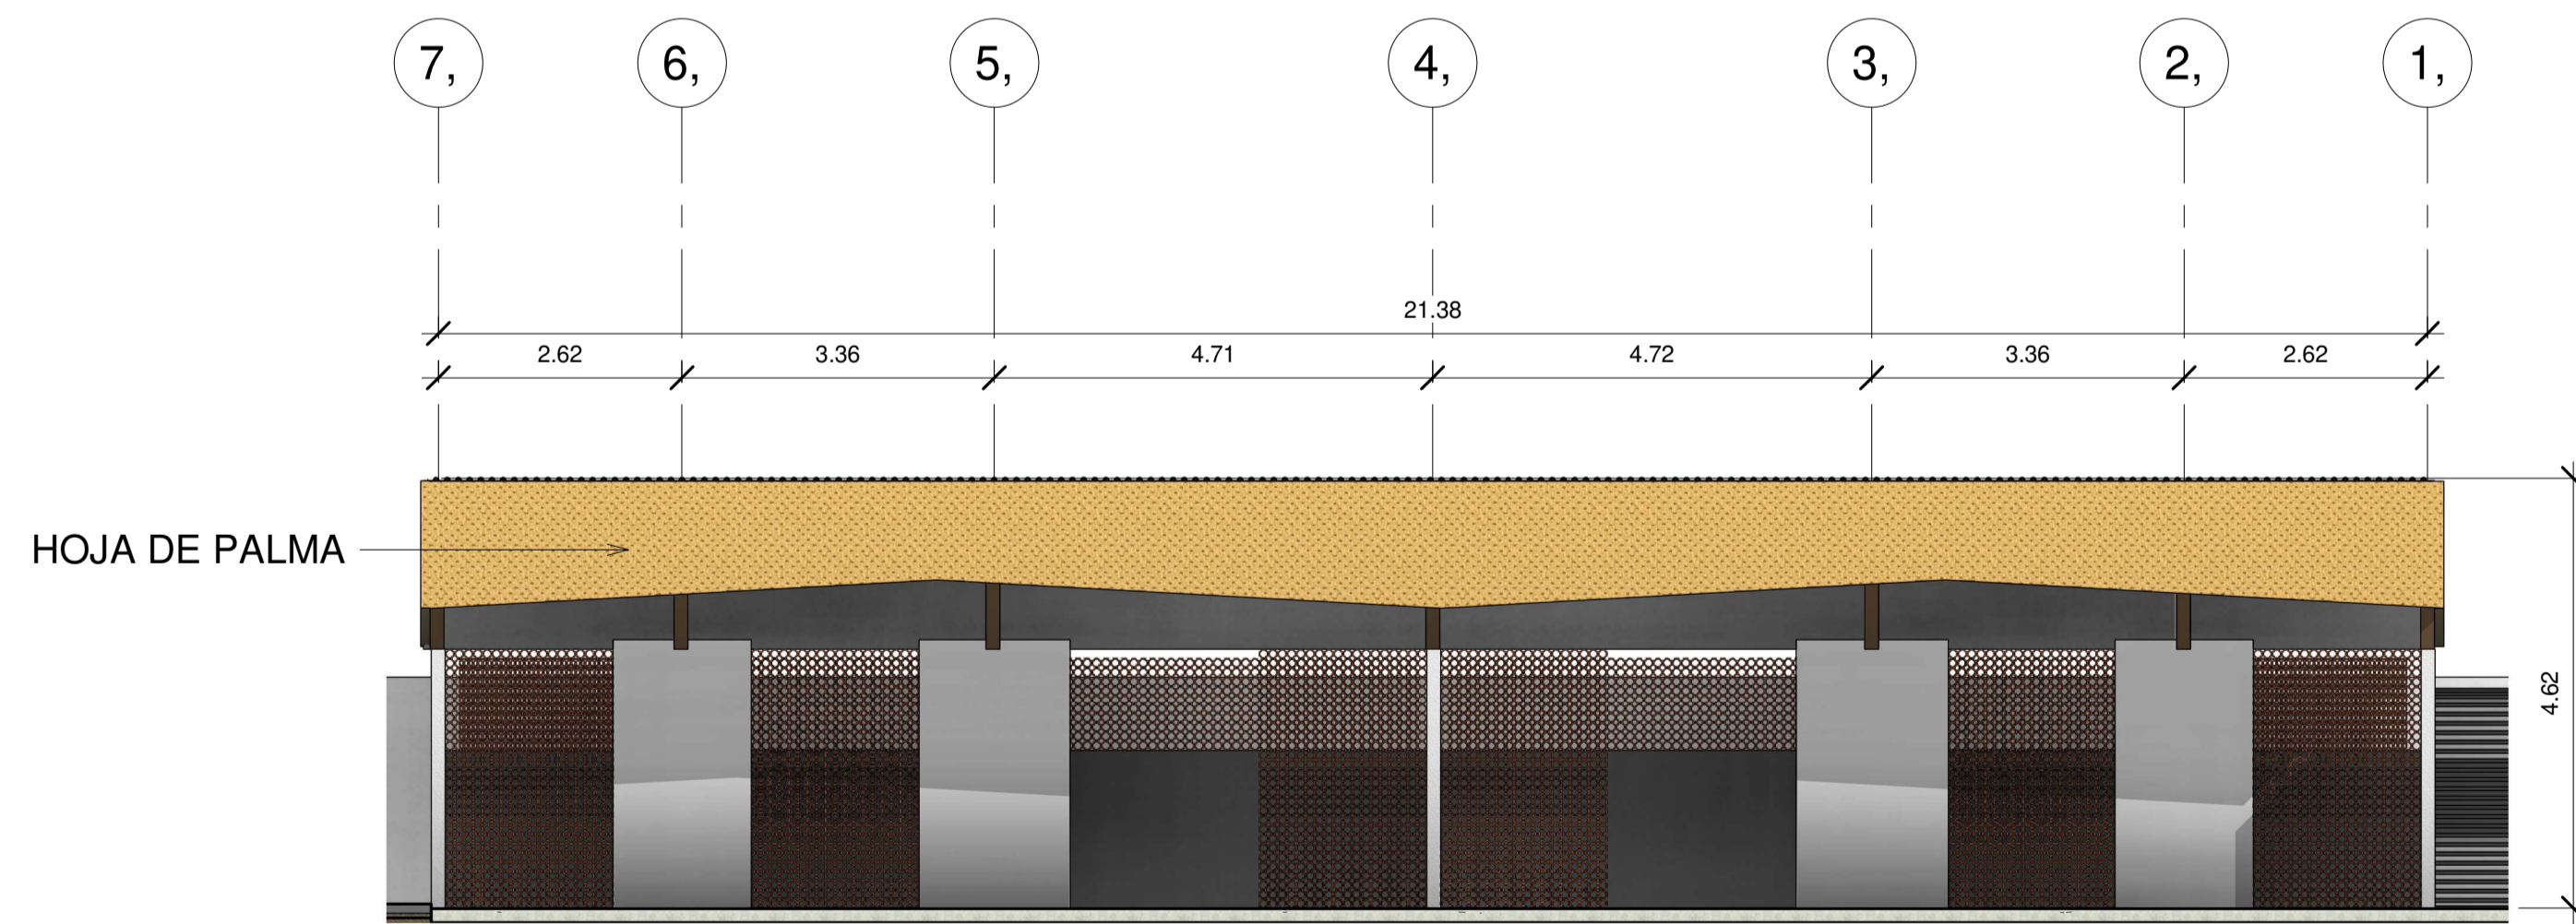 7, 6, 5, 4, 3, 2, 1,
21.38
2.62 3.36 4.71 4.72 3.36 2.62
HOJA DE PALMA
4.62